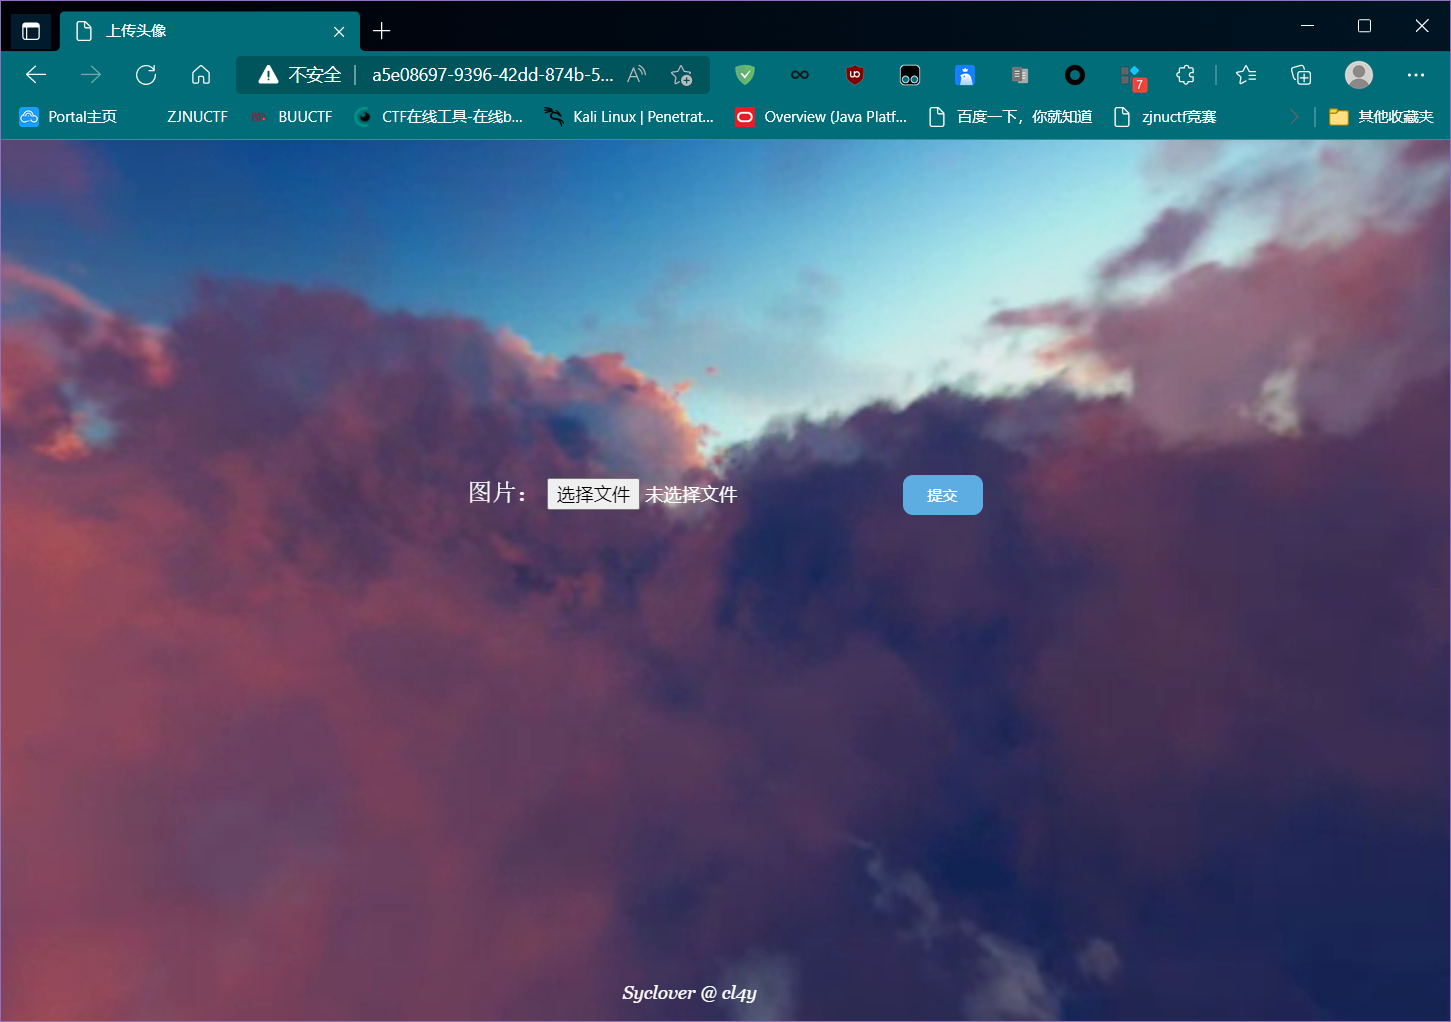 上传头像
不安全 a5e08697-9396-42dd-874b-5...
7
Portal主页 ZJNUCTF BUUCTF CTF在线工具-在线b... Kali Linux | Penetrat... Overview (Java Platf... 百度一下，你就知道 zjnuctf竞赛 其他收藏夹
图片： 选择文件 未选择文件 提交
Syclover @ cl4y